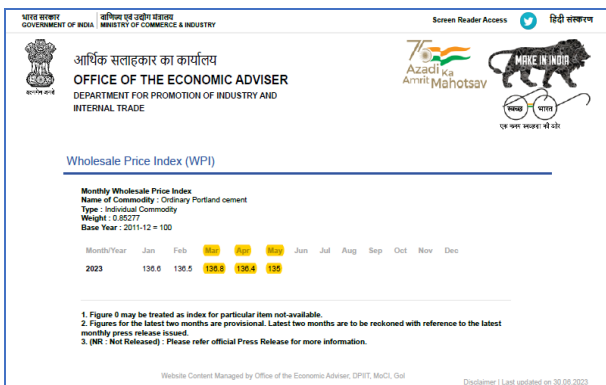 भारत सरकार
GOVERNMENT OF INDIA
वाणिज्य एवं उद्योग मंत्रालय
MINISTRY OF COMMERCE & INDUSTRY
Screen Reader Access
हिंदी संस्करण
सत्यमेव जयते
आर्थिक सलाहकार का कार्यालय
OFFICE OF THE ECONOMIC ADVISER
DEPARTMENT FOR PROMOTION OF INDUSTRY AND
INTERNAL TRADE
75
Azadi Ka
Amrit Mahotsav
MAKE IN INDIA
स्वच्छ भारत
एक कदम स्वच्छता की ओर
Wholesale Price Index (WPI)
Monthly Wholesale Price Index
Name of Commodity : Ordinary Portland cement
Type : Individual Commodity
Weight : 0.85277
Base Year : 2011-12 = 100
Month/Year Jan Feb Mar Apr May Jun Jul Aug Sep Oct Nov Dec
2023 136.6 136.5 136.8 136.4 135
1. Figure 0 may be treated as index for particular item not-available.
2. Figures for the latest two months are provisional. Latest two months are to be reckoned with reference to the latest
monthly press release issued.
3. (NR : Not Released) : Please refer official Press Release for more information.
Website Content Managed by Office of the Economic Adviser, DPIIT, MoCI, GoI
Disclaimer | Last updated on 30.06.2023